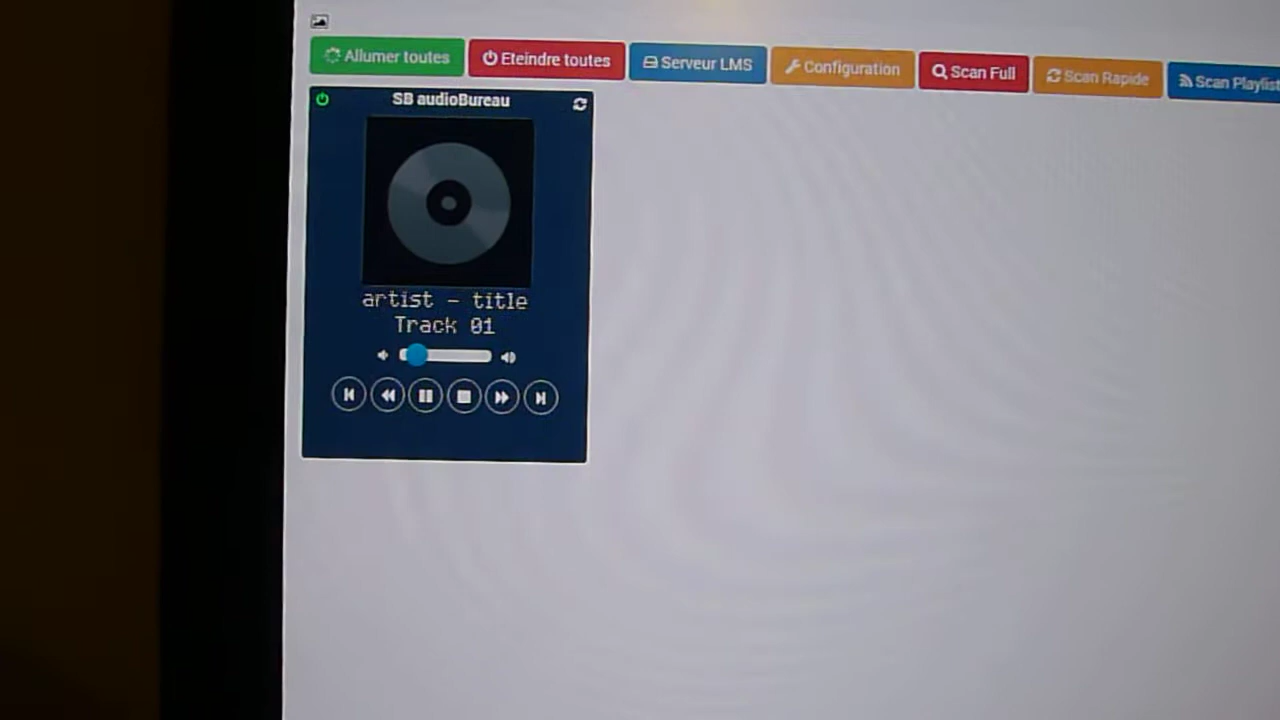 Allumer toutes Eteindre toutes Serveur LMS Configuration Scan Full Scan Rapide Scan Playlist
SB audioBureau
artist - title
Track 01